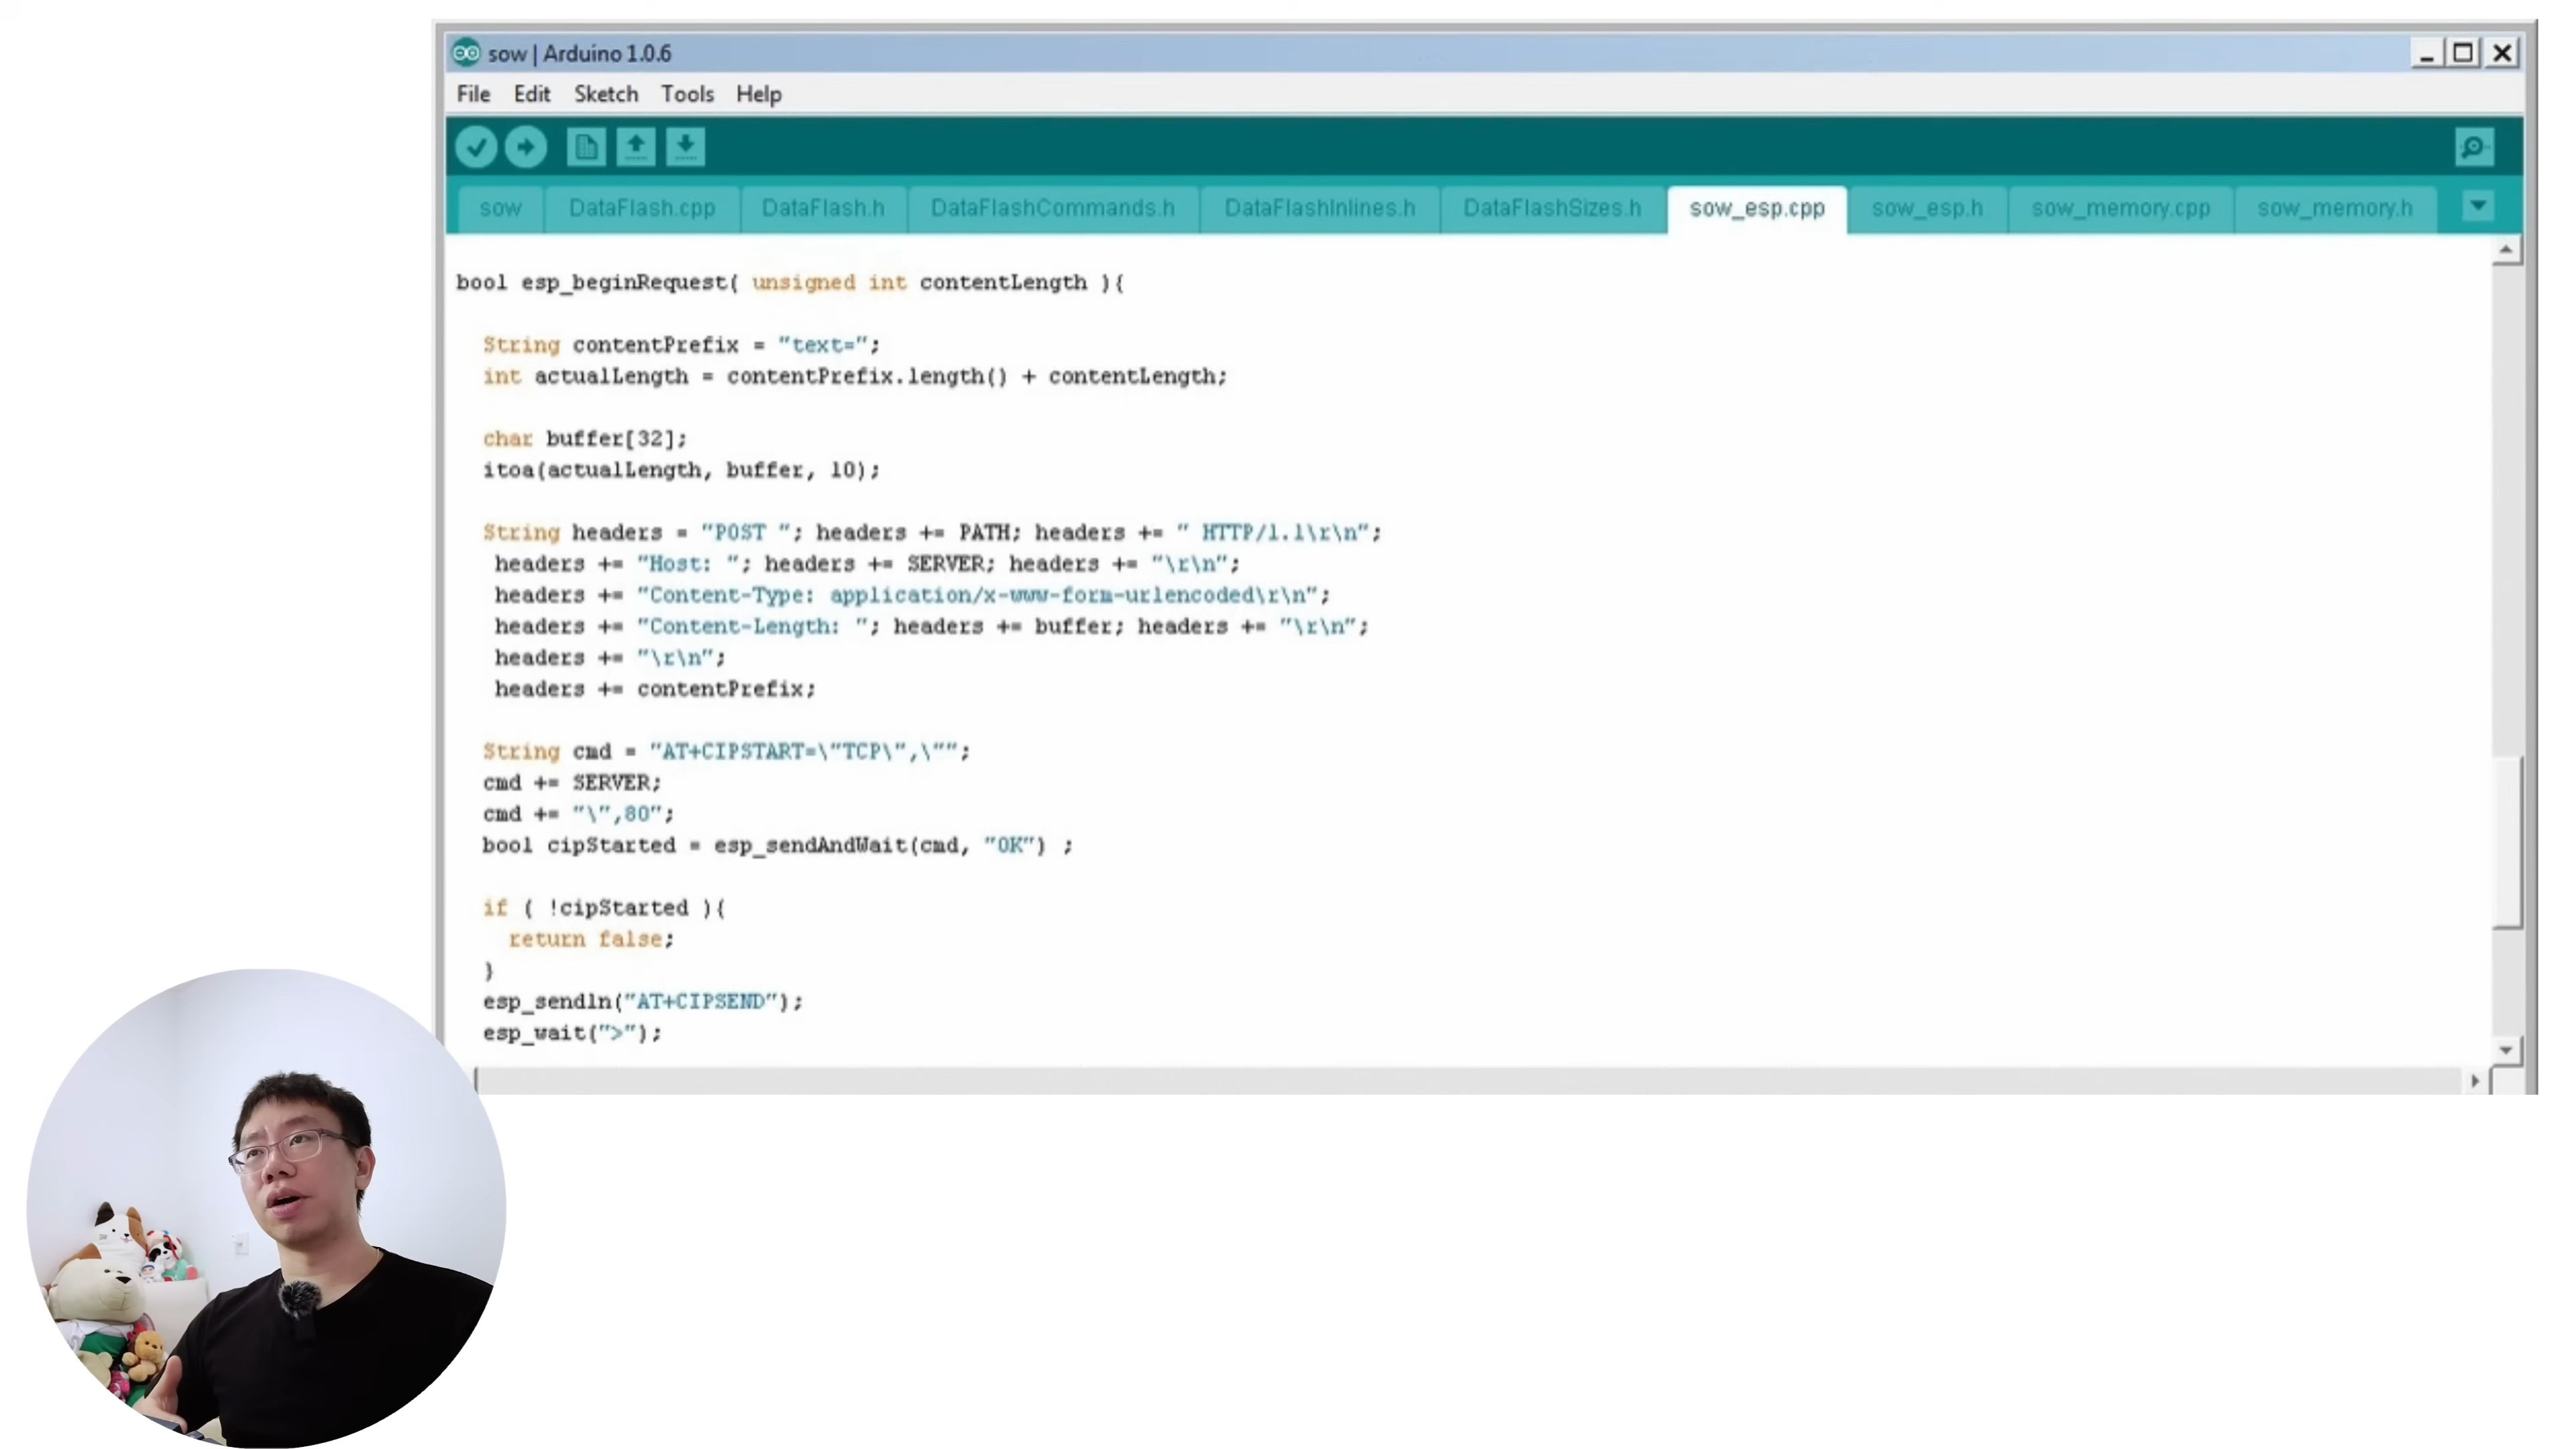 sow | Arduino 1.0.6
File Edit Sketch Tools Help
sow DataFlash.cpp DataFlash.h DataFlashCommands.h DataFlashInlines.h DataFlashSizes.h sow_esp.cpp sow_esp.h sow_memory.cpp sow_memory.h
bool esp_beginRequest( unsigned int contentLength ){
String contentPrefix = "text=";
int actualLength = contentPrefix.length() + contentLength;
char buffer[32];
itoa(actualLength, buffer, 10);
String headers = "POST "; headers += PATH; headers += " HTTP/1.1\r\n";
headers += "Host: "; headers += SERVER; headers += "\r\n";
headers += "Content-Type: application/x-www-form-urlencoded\r\n";
headers += "Content-Length: "; headers += buffer; headers += "\r\n";
headers += "\r\n";
headers += contentPrefix;
String cmd = "AT+CIPSTART=\"TCP\",\"";
cmd += SERVER;
cmd += "\",80";
bool cipStarted = esp_sendAndWait(cmd, "OK") ;
if ( !cipStarted ){
return false;
}
esp_sendln("AT+CIPSEND");
esp_wait(">");